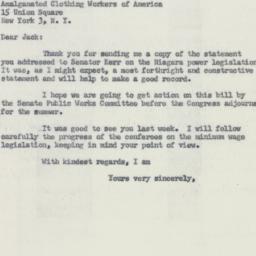 Amalgamated Clothing Workers of America
15 Union Square
New York 3, N. Y.
Dear Jack:
Thank you for sending me a copy of the statement
you addressed to Senator Kerr on the Niagara power legislation
It was, as I might expect, a most forthright and constructive
statement and will help to make a good record.
I hope we are going to get action on this bill by
the Senate Public Works Committee before the Congress adjourns
for the summer.
It was good to see you last week. I will follow
carefully the progress of the conferees on the minimum wage
legislation, keeping in mind your point of view.
With kindest regards, I am
Yours very sincerely,